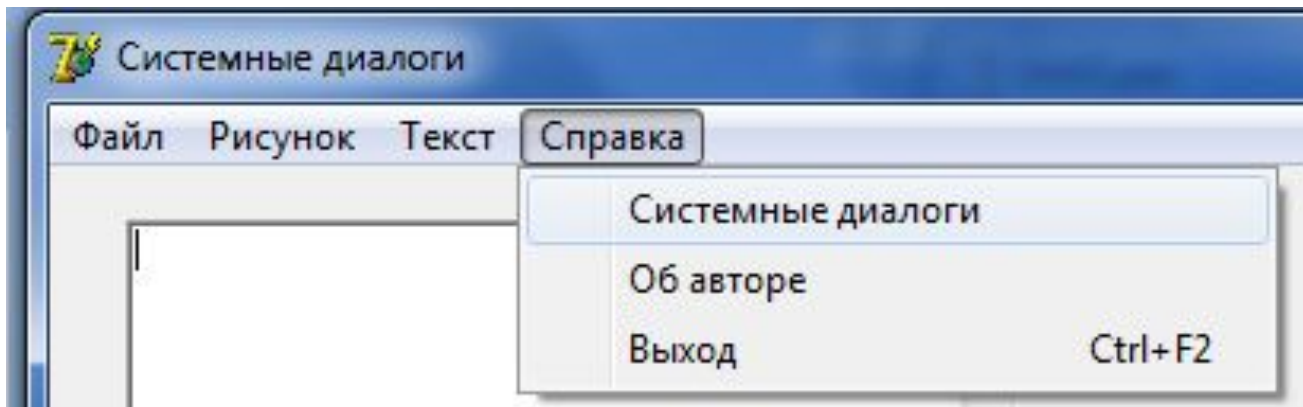 Системные диалоги
Файл Рисунок Текст Справка
Системные диалоги
Об авторе
Выход Ctrl+F2